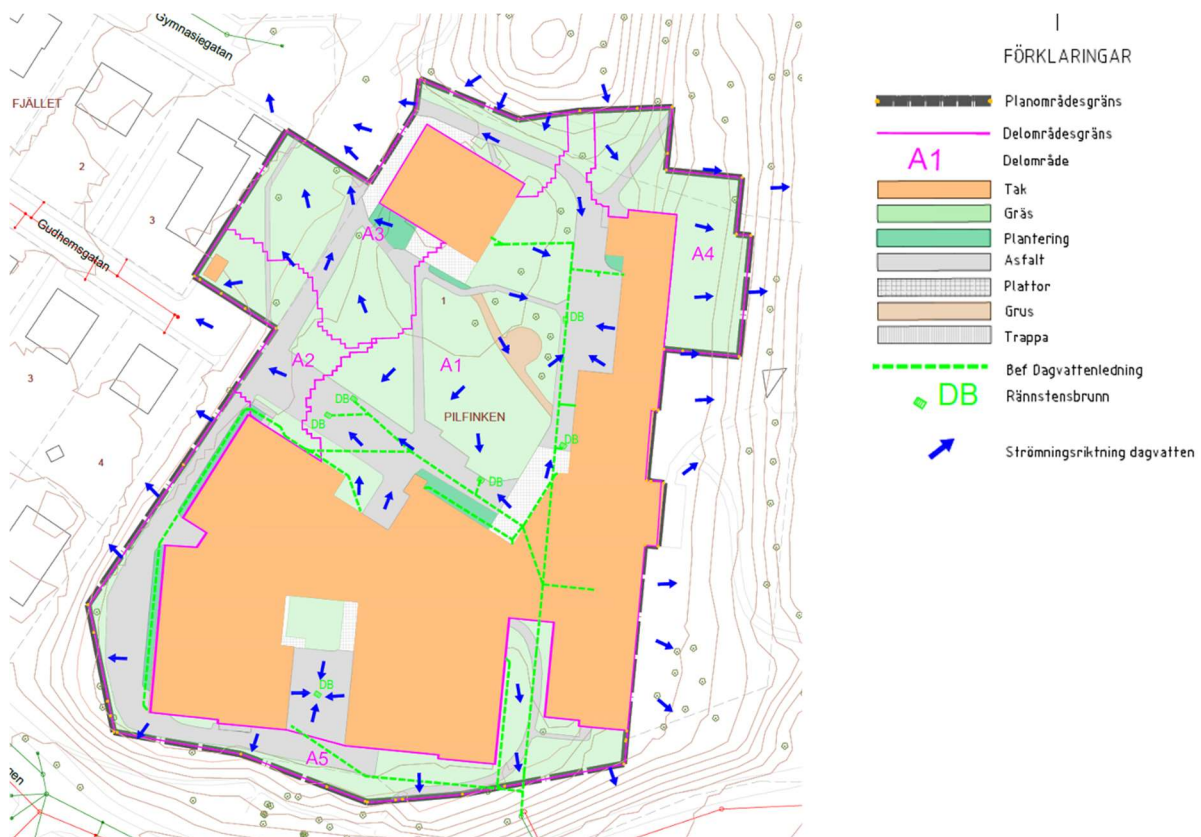 Gymnasiegatan
FJÄLLET
2
3
Gudhemsgatan
3
4
A3
A4
1
DB
A2
A1
DB
DB
PILFINKEN
DB
DB
DB
A5
FÖRKLARINGAR
Planområdesgräns
Delområdesgräns
A1
Delområde
Tak
Gräs
Plantering
Asfalt
Plattor
Grus
Trappa
Bef Dagvattenledning
DB
Rännstensbrunn
Strömningsriktning dagvatten